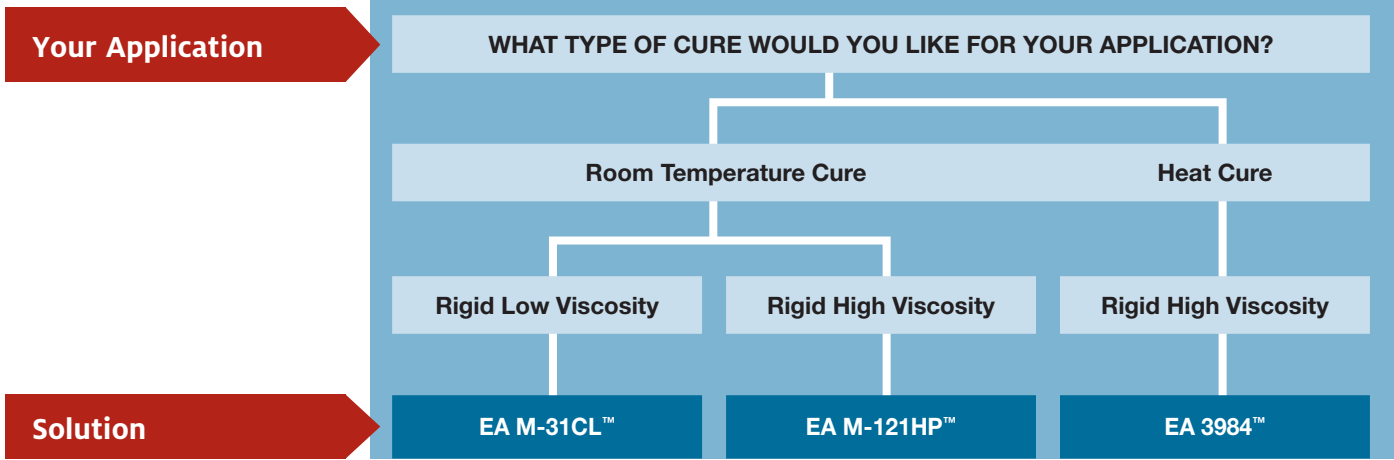 Your Application
WHAT TYPE OF CURE WOULD YOU LIKE FOR YOUR APPLICATION?
Room Temperature Cure
Heat Cure
Rigid Low Viscosity
Rigid High Viscosity
Rigid High Viscosity
Solution
EA M-31CL™
EA M-121HP™
EA 3984™